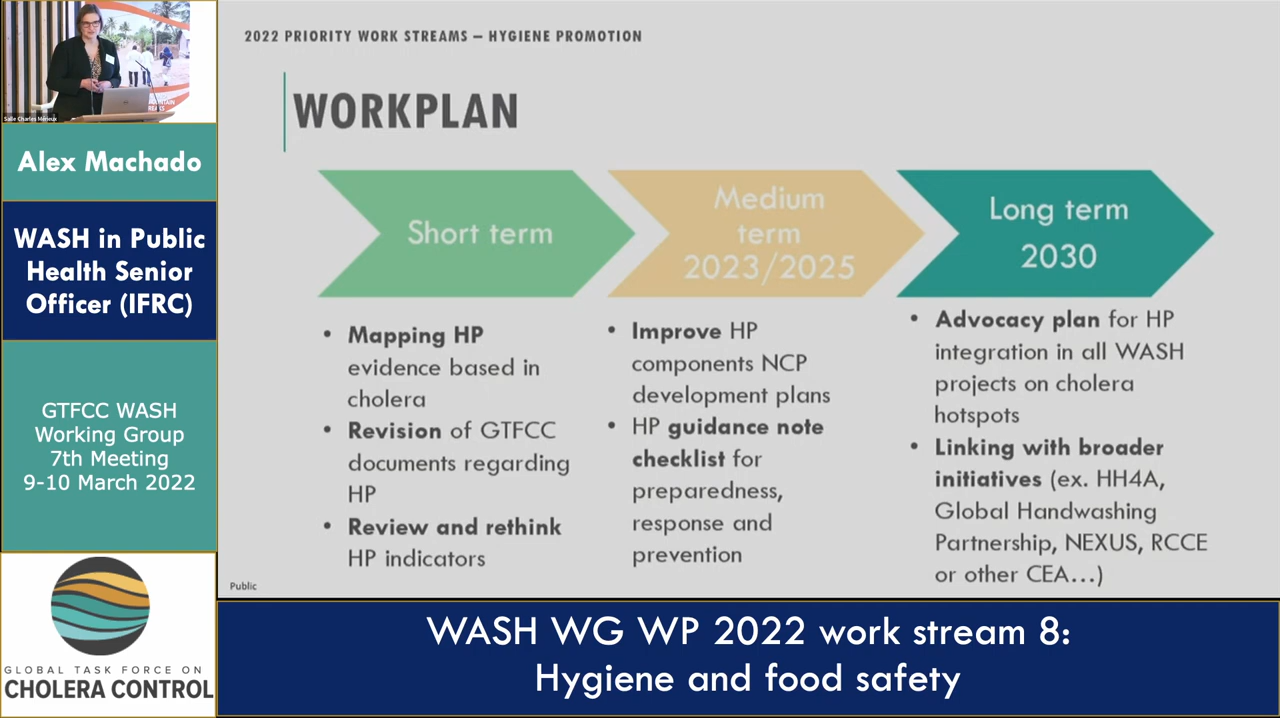 Salle Charles Mérieux
Alex Machado
WASH in Public
Health Senior
Officer (IFRC)
GTFCC WASH
Working Group
7th Meeting
9-10 March 2022
GLOBAL TASK FORCE ON
CHOLERA CONTROL
2022 PRIORITY WORK STREAMS – HYGIENE PROMOTION
WORKPLAN
Short term
• Mapping HP
evidence based in
cholera
• Revision of GTFCC
documents regarding
HP
• Review and rethink
HP indicators
Medium
term
2023/2025
• Improve HP
components NCP
development plans
• HP guidance note
checklist for
preparedness,
response and
prevention
Long term
2030
• Advocacy plan for HP
integration in all WASH
projects on cholera
hotspots
• Linking with broader
initiatives (ex. HH4A,
Global Handwashing
Partnership, NEXUS, RCCE
or other CEA...)
Public
WASH WG WP 2022 work stream 8:
Hygiene and food safety